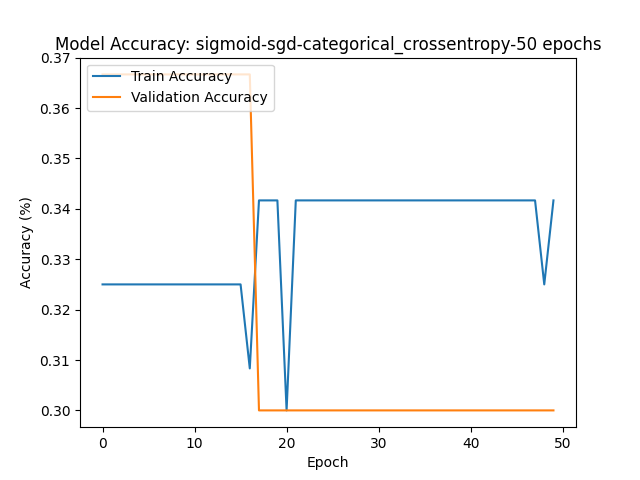 Model Accuracy: sigmoid-sgd-categorical_crossentropy-50 epochs
0.37
0.36
0.35
0.34
0.33
0.32
0.31
0.30
Accuracy (%)
Train Accuracy
Validation Accuracy
0 10 20 30 40 50
Epoch